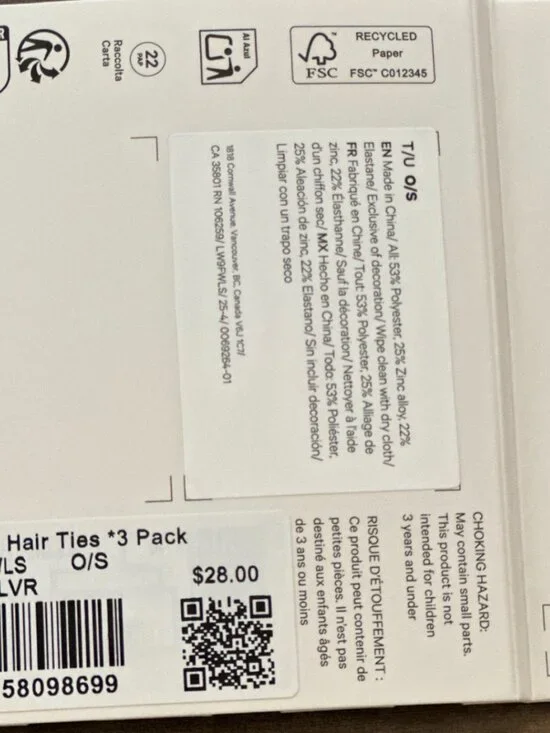 RECYCLED
Paper
FSC
FSC™ C012345
Al Azul
22
PAP
Raccolta
Carta
T/U O/S
EN Made in China/ All: 53% Polyester, 25% Zinc alloy, 22%
Elastane/ Exclusive of decoration/ Wipe clean with dry cloth/
FR Fabriqué en Chine/ Tout: 53% Polyester, 25% Alliage de
zinc, 22% Élasthanne/ Sauf la décoration/ Nettoyer à l'aide
d'un chiffon sec/ MX Hecho en China/ Todo: 53% Poliéster,
25% Aleación de zinc, 22% Elastano/ Sin incluir decoración/
Limpiar con un trapo seco
1818 Cornwall Avenue, Vancouver, BC, Canada V6J 1C7/
CA 35801 RN 106259/ LW9FWLS/ 25-4/ 0069264-01
CHOKING HAZARD:
May contain small parts.
This product is not
intended for children
3 years and under
RISQUE D'ÉTOUFFEMENT :
Ce produit peut contenir de
petites pièces. Il n'est pas
destiné aux enfants âgés
de 3 ans ou moins
Hair Ties *3 Pack
LS O/S
LVR
$28.00
58098699